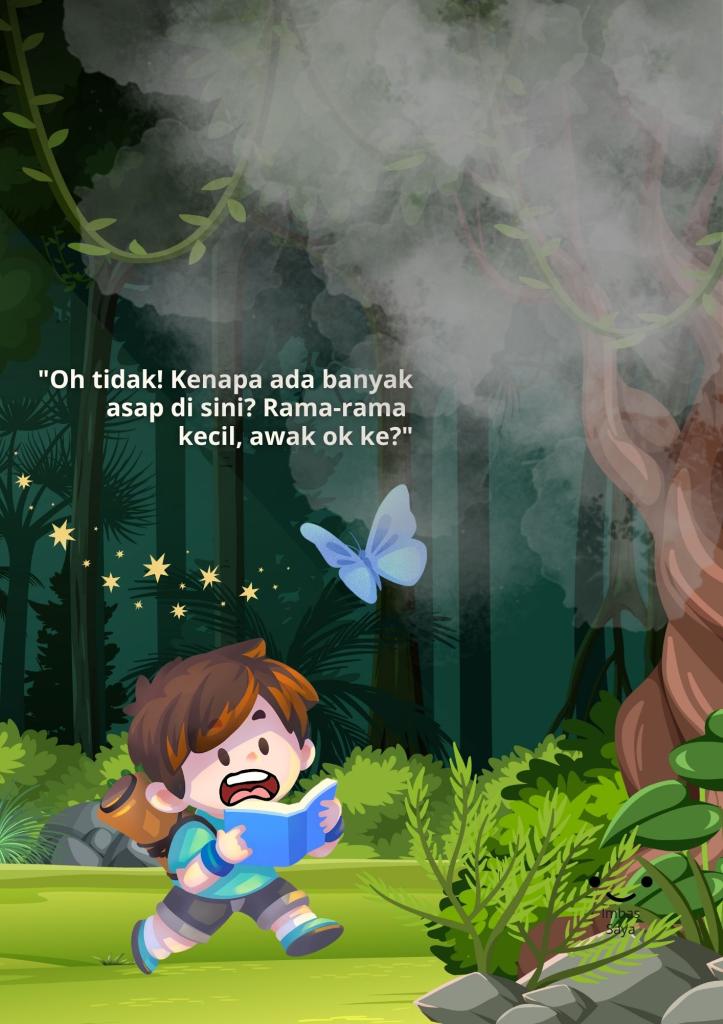 "Oh tidak! Kenapa ada banyak
asap di sini? Rama-rama
kecil, awak ok ke?"
Imbas
Saya